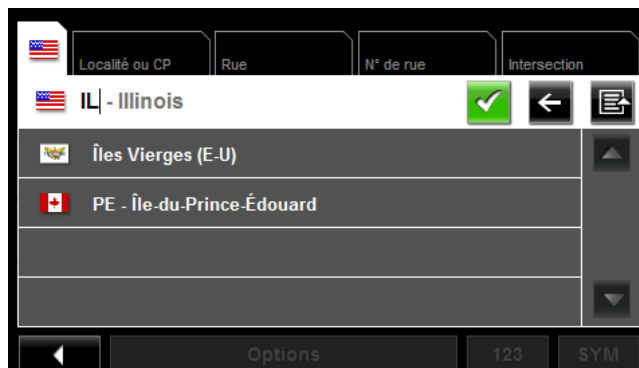 Localité ou CP Rue N° de rue Intersection
IL - Illinois
Îles Vierges (E-U)
PE - Île-du-Prince-Édouard
Options 123 SYM